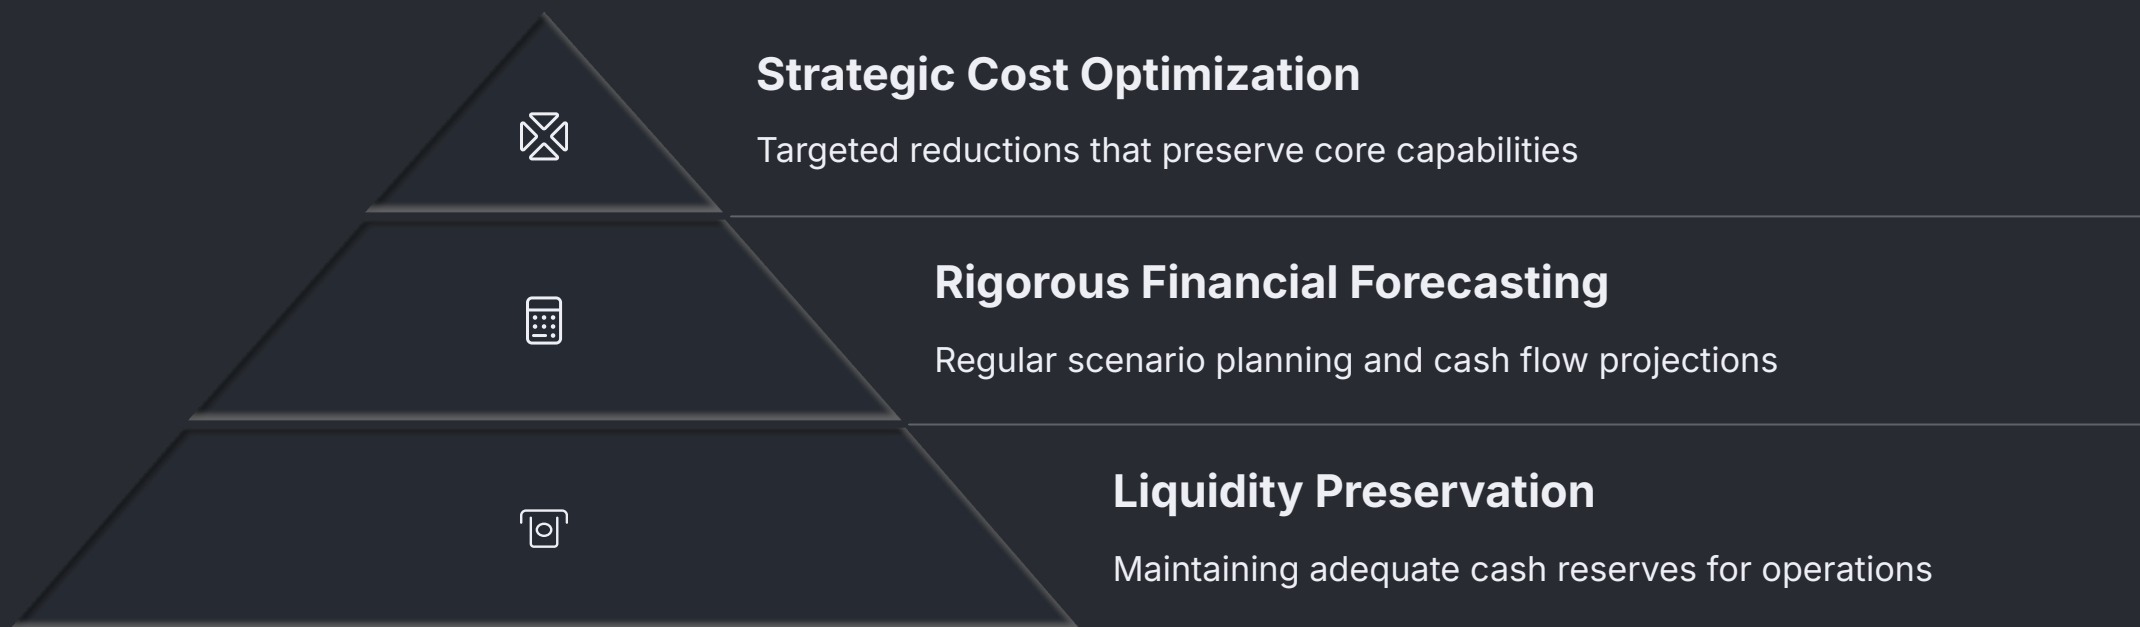 Strategic Cost Optimization
Targeted reductions that preserve core capabilities
Rigorous Financial Forecasting
Regular scenario planning and cash flow projections
Liquidity Preservation
Maintaining adequate cash reserves for operations